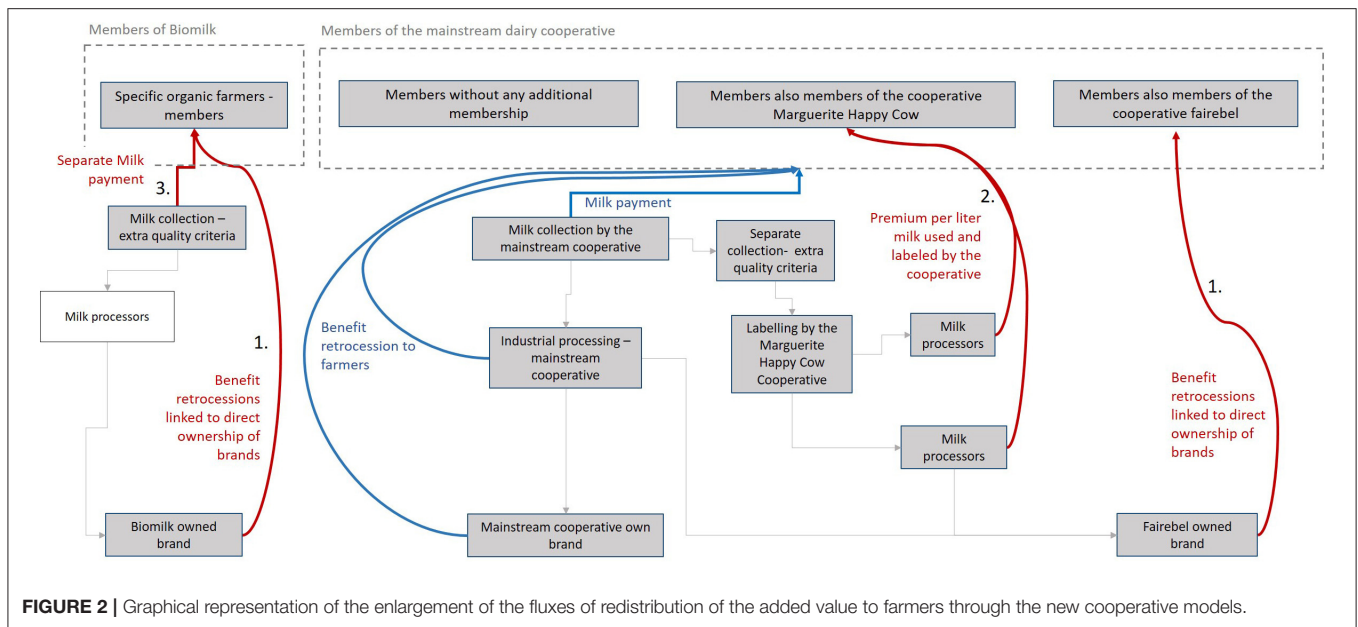 Members of Biomilk
Members of the mainstream dairy cooperative
Specific organic farmers -
members
Members without any additional
membership
Members also members of the cooperative
Marguerite Happy Cow
Members also members of the
cooperative fairebel
Separate Milk
payment
3.
Milk collection –
extra quality criteria
Milk processors
1.
Benefit
retrocessions
linked to direct
ownership of
brands
Biomilk owned
brand
Milk payment
Milk collection by the
mainstream cooperative
Separate
collection- extra
quality criteria
Benefit
retrocession to
farmers
Industrial processing –
mainstream
cooperative
Labelling by the
Marguerite
Happy Cow
Cooperative
2.
Premium per liter
milk used and
labeled by the
cooperative
Milk
processors
Milk
processors
Mainstream cooperative own
brand
1.
Benefit
retrocessions
linked to direct
ownership of
brands
Fairebel owned
brand
FIGURE 2 | Graphical representation of the enlargement of the fluxes of redistribution of the added value to farmers through the new cooperative models.